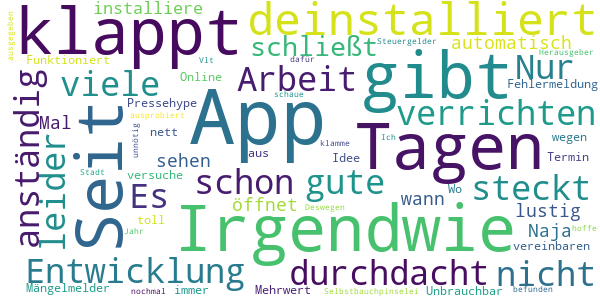 ausgegeben
klappt
installiere
deinstalliert
Funktioniert
Vlt
Online
schließt
Steuergelder
dafür
automatisch
Herausgeber
anständig
viele
Seit
Arbeit
gibt
Nur
Fehlermeldung
Mal
leider
Pressehype
ausprobiert
nett
unnötig
App
schaue
verrichten
klamme
Ich
wegen
sehen
aus
Idee
Tagen
Termin
Stadt
versuche
Es
schon
gute
wann
Wo
steckt
toll
Jahr
öffnet
Deswegen
lustig
Irgendwie
Naja
hoffe
vereinbaren
Entwicklung
durchdacht
nicht
Mängelmelder
nochmal
immer
Mehrwert
Selbstbauchpinselei
Unbrauchbar
befunden